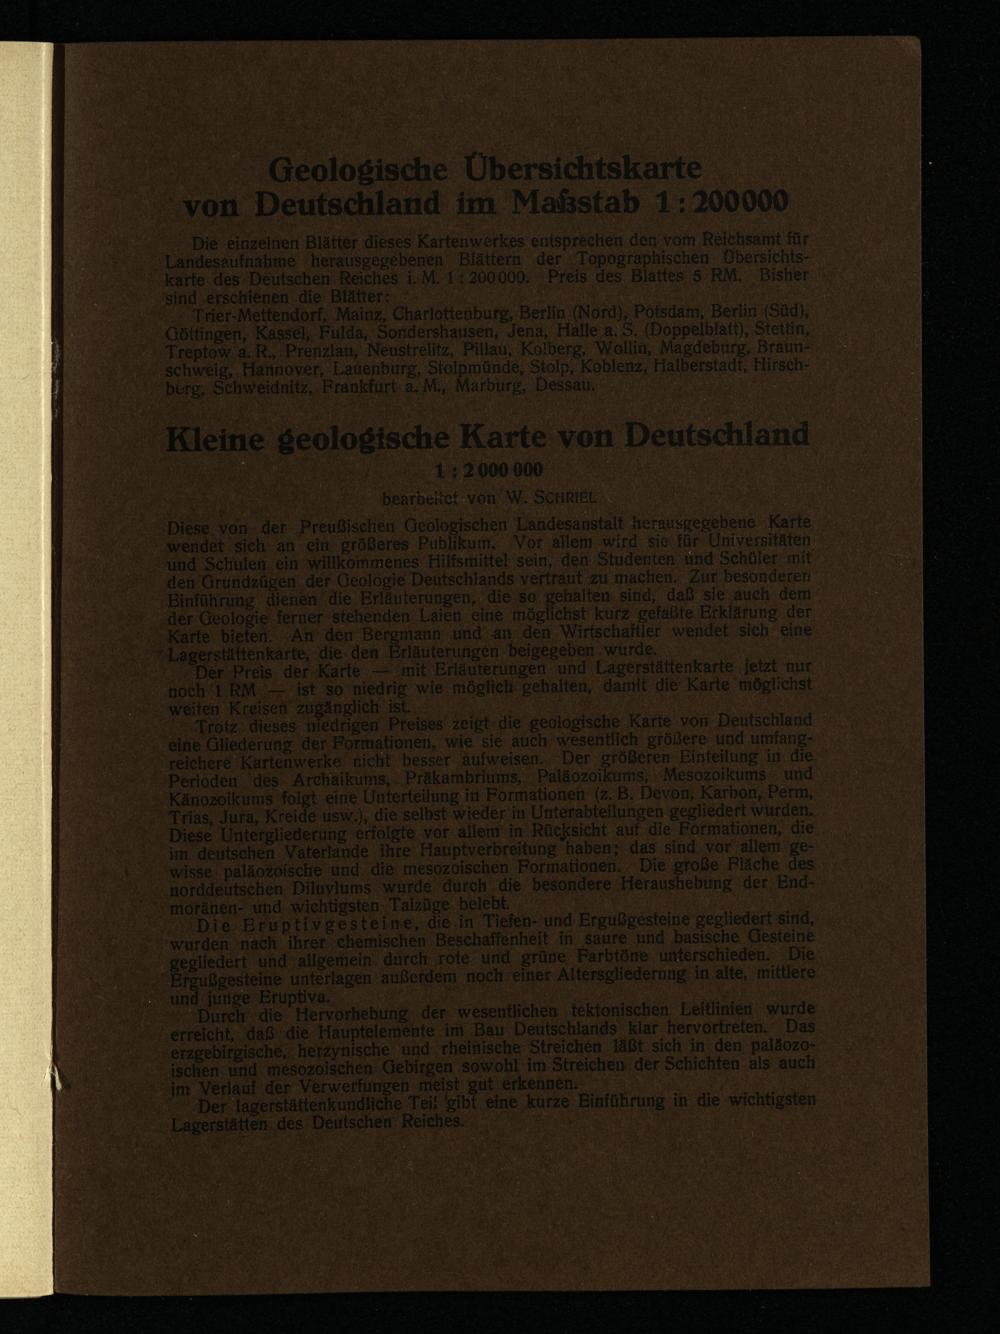 Geologische Übersichtskarte
von Deutschland im Maßstab 1:200000
Die einzelnen Blätter dieses Kartenwerkes entsprechen den vom Reichsamt für
Landesaufnahme herausgegebenen Blättern der Topographischen Übersichts-
karte des Deutschen Reiches i. M. 1:200000. Preis des Blattes 5 RM. Bisher
sind erschienen die Blätter:
Trier-Mettendorf, Mainz, Charlottenburg, Berlin (Nord), Potsdam, Berlin (Süd),
Göttingen, Kassel, Fulda, Sondershausen, Jena, Halle a. S. (Doppelblatt), Stettin,
Treptow a. R., Prenzlau, Neustrelitz, Pillau, Kolberg, Wollin, Magdeburg, Braun-
schweig, Hannover, Lauenburg, Stolpmünde, Stolp, Koblenz, Halberstadt, Hirsch-
berg, Schweidnitz, Frankfurt a. M., Marburg, Dessau.
Kleine geologische Karte von Deutschland
1 : 2 000 000
bearbeitet von W. SCHRIEL
Diese von der Preußischen Geologischen Landesanstalt herausgegebene Karte
wendet sich an ein größeres Publikum. Vor allem wird sie für Universitäten
und Schulen ein willkommenes Hilfsmittel sein, den Studenten und Schüler mit
den Grundzügen der Geologie Deutschlands vertraut zu machen. Zur besonderen
Einführung dienen die Erläuterungen, die so gehalten sind, daß sie auch dem
der Geologie ferner stehenden Laien eine möglichst kurz gefaßte Erklärung der
Karte bieten. An den Bergmann und an den Wirtschaftler wendet sich eine
Lagerstättenkarte, die den Erläuterungen beigegeben wurde.
Der Preis der Karte — mit Erläuterungen und Lagerstättenkarte jetzt nur
noch 1 RM — ist so niedrig wie möglich gehalten, damit die Karte möglichst
weiten Kreisen zugänglich ist.
Trotz dieses niedrigen Preises zeigt die geologische Karte von Deutschland
eine Gliederung der Formationen, wie sie auch wesentlich größere und umfang-
reichere Kartenwerke nicht besser aufweisen. Der größeren Einteilung in die
Perioden des Archaikums, Präkambriums, Paläozoikums, Mesozoikums und
Känozoikums folgt eine Unterteilung in Formationen (z. B. Devon, Karbon, Perm,
Trias, Jura, Kreide usw.), die selbst wieder in Unterabteilungen gegliedert wurden.
Diese Untergliederung erfolgte vor allem in Rücksicht auf die Formationen, die
im deutschen Vaterlande ihre Hauptverbreitung haben; das sind vor allem ge-
wisse paläozoische und die mesozoischen Formationen. Die große Fläche des
norddeutschen Diluviums wurde durch die besondere Heraushebung der End-
moränen- und wichtigsten Talzüge belebt.
Die Eruptivgesteine, die in Tiefen- und Ergußgesteine gegliedert sind,
wurden nach ihrer chemischen Beschaffenheit in saure und basische Gesteine
gegliedert und allgemein durch rote und grüne Farbtöne unterschieden. Die
Ergußgesteine unterlagen außerdem noch einer Altersgliederung in alte, mittlere
und junge Eruptiva.
Durch die Hervorhebung der wesentlichen tektonischen Leitlinien wurde
erreicht, daß die Hauptelemente im Bau Deutschlands klar hervortreten. Das
erzgebirgische, herzynische und rheinische Streichen läßt sich in den paläozo-
ischen und mesozoischen Gebirgen sowohl im Streichen der Schichten als auch
im Verlauf der Verwerfungen meist gut erkennen.
Der lagerstättenkundliche Teil gibt eine kurze Einführung in die wichtigsten
Lagerstätten des Deutschen Reiches.